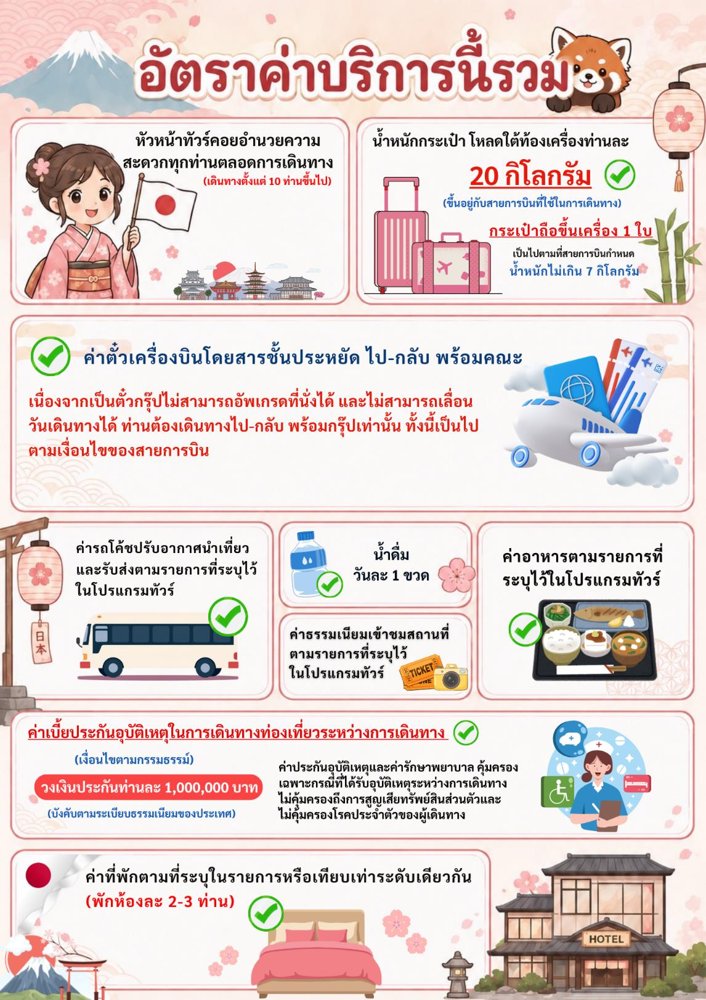 อัตราค่าบริการนี้รวม
หัวหน้าทัวร์คอยอำนวยความ
สะดวกทุกท่านตลอดการเดินทาง
(เดินทางตั้งแต่ 10 ท่านขึ้นไป)
น้ำหนักกระเป๋า โหลดใต้ท้องเครื่องท่านละ
20 กิโลกรัม
(ขึ้นอยู่กับสายการบินที่ใช้ในการเดินทาง)
กระเป๋าถือขึ้นเครื่อง 1 ใบ
เป็นไปตามที่สายการบินกำหนด
น้ำหนักไม่เกิน 7 กิโลกรัม
ค่าตั๋วเครื่องบินโดยสารชั้นประหยัด ไป-กลับ พร้อมคณะ
เนื่องจากเป็นตั๋วกรุ๊ปไม่สามารถอัพเกรดที่นั่งได้ และไม่สามารถเลื่อน
วันเดินทางได้ ท่านต้องเดินทางไป-กลับ พร้อมกรุ๊ปเท่านั้น ทั้งนี้เป็นไป
ตามเงื่อนไขของสายการบิน
ค่ารถโค้ชปรับอากาศนำเที่ยว
และรับส่งตามรายการที่ระบุไว้
ในโปรแกรมทัวร์
日本
น้ำดื่ม
วันละ 1 ขวด
ค่าธรรมเนียมเข้าชมสถานที่
ตามรายการที่ระบุไว้
ในโปรแกรมทัวร์
TICKET
ค่าอาหารตามรายการที่
ระบุไว้ในโปรแกรมทัวร์
ค่าเบี้ยประกันอุบัติเหตุในการเดินทางท่องเที่ยวระหว่างการเดินทาง
(เงื่อนไขตามกรรมธรรม์)
วงเงินประกันท่านละ 1,000,000 บาท
(บังคับตามระเบียบธรรมเนียมของประเทศ)
ค่าประกันอุบัติเหตุและค่ารักษาพยาบาล คุ้มครอง
เฉพาะกรณีที่ได้รับอุบัติเหตุระหว่างการเดินทาง
ไม่คุ้มครองถึงการสูญเสียทรัพย์สินส่วนตัวและ
ไม่คุ้มครองโรคประจำตัวของผู้เดินทาง
ค่าที่พักตามที่ระบุในรายการหรือเทียบเท่าระดับเดียวกัน
(พักห้องละ 2-3 ท่าน)
HOTEL